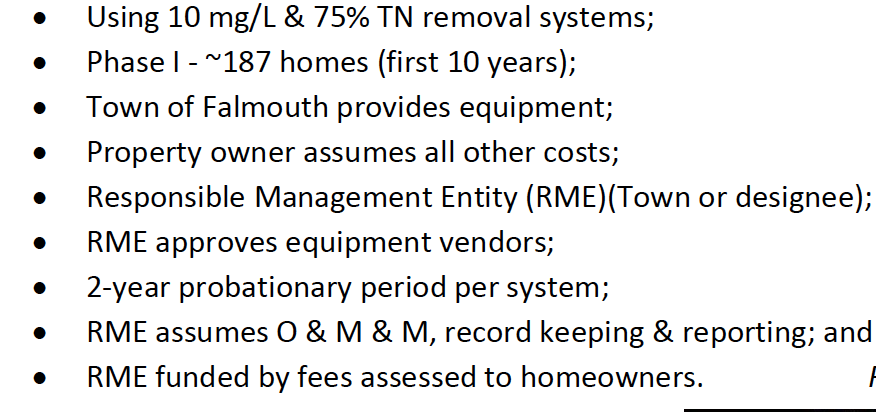 • Using 10 mg/L & 75% TN removal systems;
• Phase I - ~187 homes (first 10 years);
• Town of Falmouth provides equipment;
• Property owner assumes all other costs;
• Responsible Management Entity (RME)(Town or designee);
• RME approves equipment vendors;
• 2-year probationary period per system;
• RME assumes O & M & M, record keeping & reporting; and
• RME funded by fees assessed to homeowners.